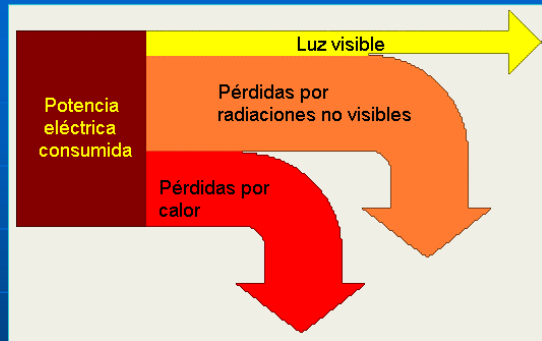 Luz visible
Pérdidas por
radiaciones no visibles
Potencia
eléctrica
consumida
Pérdidas por
calor